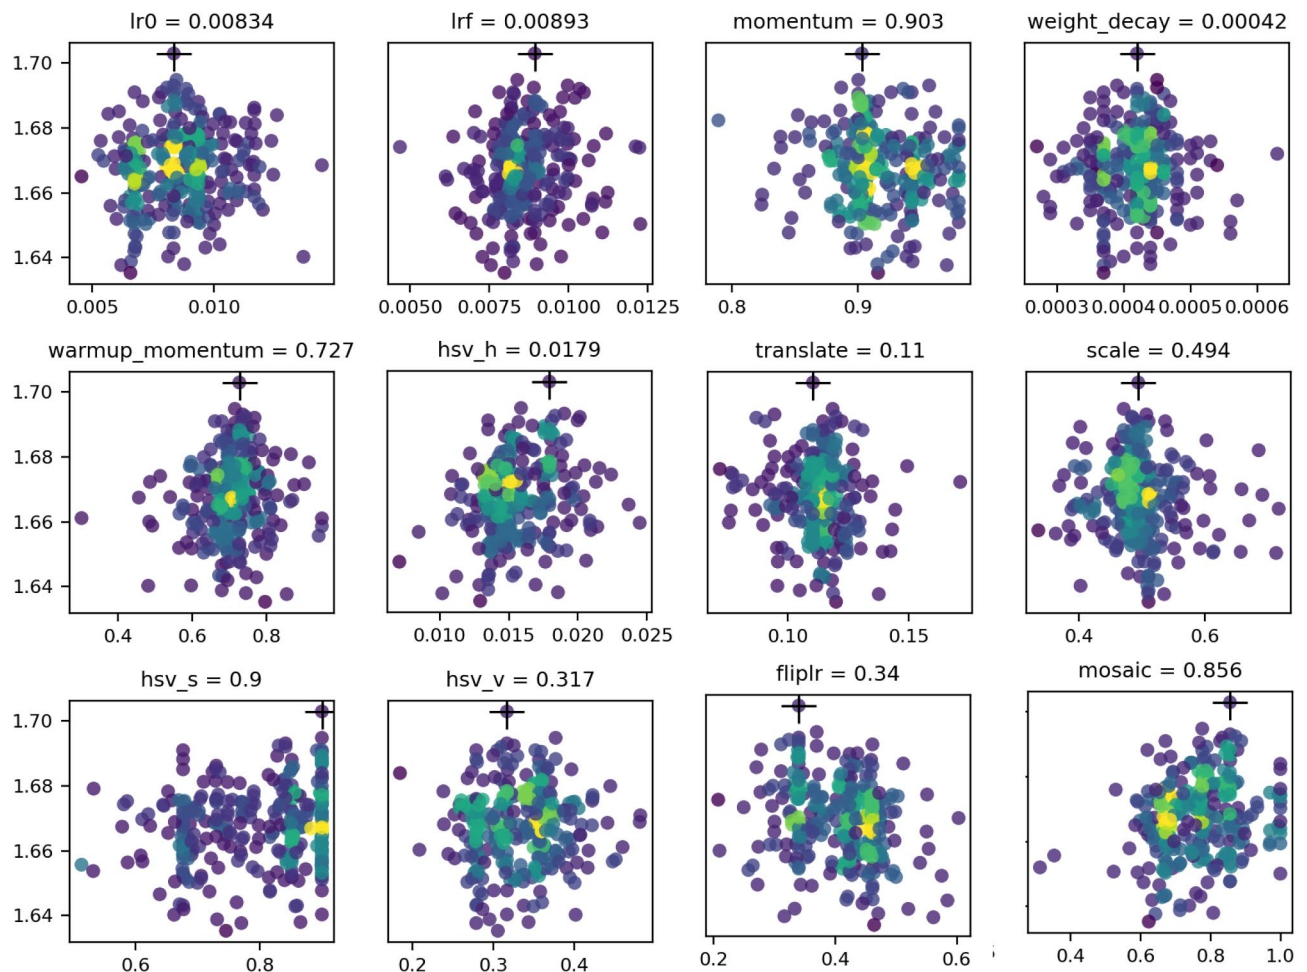 lr0 = 0.00834
lrf = 0.00893
momentum = 0.903
weight_decay = 0.00042
1.70
1.68
1.66
1.64
0.005 0.010
0.0050 0.0075 0.0100 0.0125
0.8 0.9
0.0003 0.0004 0.0005 0.0006
warmup_momentum = 0.727
hsv_h = 0.0179
translate = 0.11
scale = 0.494
1.70
1.68
1.66
1.64
0.4 0.6 0.8
0.010 0.015 0.020 0.025
0.10 0.15
0.4 0.6
hsv_s = 0.9
hsv_v = 0.317
fliplr = 0.34
mosaic = 0.856
1.70
1.68
1.66
1.64
0.6 0.8
0.2 0.3 0.4
0.2 0.4 0.6
0.4 0.6 0.8 1.0